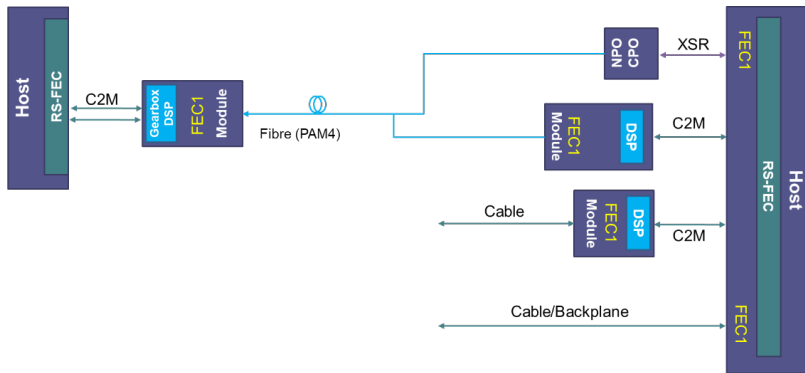 Host
RS-FEC
C2M
Gearbox
DSP
FEC1
Module
Fibre (PAM4)
NPO
CPO
XSR
FEC1
Module
FEC1
DSP
C2M
Cable
Module
FEC1
DSP
C2M
Cable/Backplane
FEC1
RS-FEC
Host